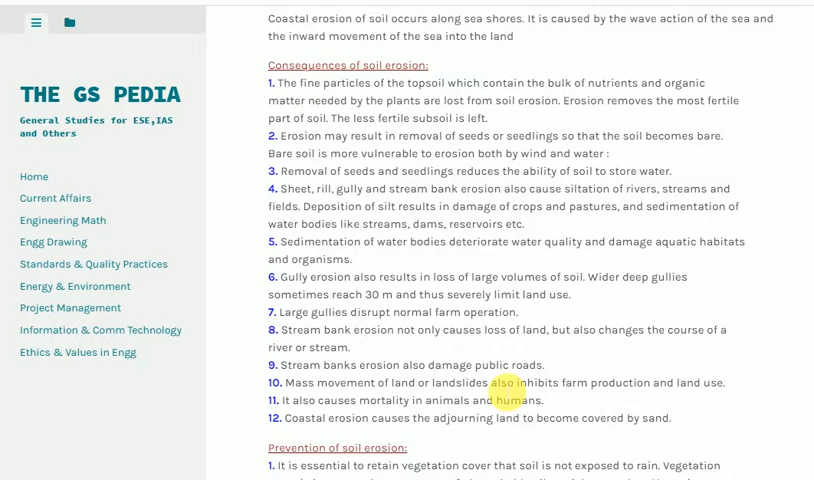 Coastal erosion of soil occurs along sea shores. It is caused by the wave action of the sea and
the inward movement of the sea into the land
THE GS PEDIA
General Studies for ESE,IAS
and Others
Home
Current Affairs
Engineering Math
Engg Drawing
Standards & Quality Practices
Energy & Environment
Project Management
Information & Comm Technology
Ethics & Values in Engg
Consequences of soil erosion:
1. The fine particles of the topsoil which contain the bulk of nutrients and organic
matter needed by the plants are lost from soil erosion. Erosion removes the most fertile
part of soil. The less fertile subsoil is left.
2. Erosion may result in removal of seeds or seedlings so that the soil becomes bare.
Bare soil is more vulnerable to erosion both by wind and water :
3. Removal of seeds and seedlings reduces the ability of soil to store water.
4. Sheet, rill, gully and stream bank erosion also cause siltation of rivers, streams and
fields. Deposition of silt results in damage of crops and pastures, and sedimentation of
water bodies like streams, dams, reservoirs etc.
5. Sedimentation of water bodies deteriorate water quality and damage aquatic habitats
and organisms.
6. Gully erosion also results in loss of large volumes of soil. Wider deep gullies
sometimes reach 30 m and thus severely limit land use.
7. Large gullies disrupt normal farm operation.
8. Stream bank erosion not only causes loss of land, but also changes the course of a
river or stream.
9. Stream banks erosion also damage public roads.
10. Mass movement of land or landslides also inhibits farm production and land use.
11. It also causes mortality in animals and humans.
12. Coastal erosion causes the adjourning land to become covered by sand.
Prevention of soil erosion:
1. It is essential to retain vegetation cover that soil is not exposed to rain. Vegetation